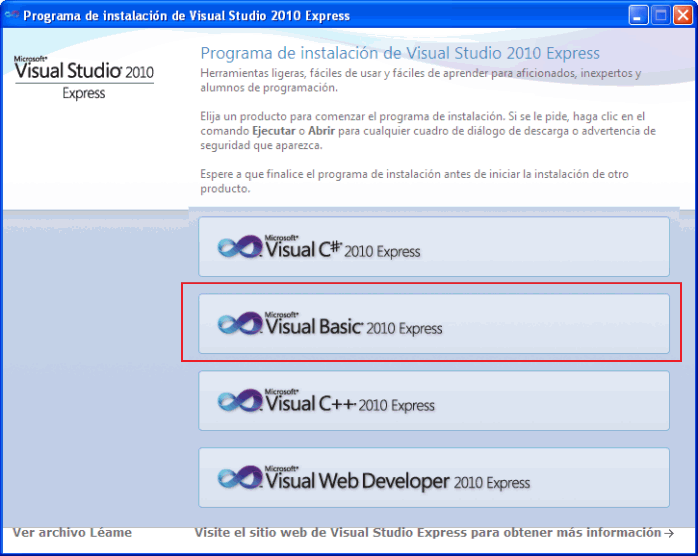 Programa de instalación de Visual Studio 2010 Express
Microsoft®
Visual Studio® 2010
Express
Programa de instalación de Visual Studio 2010 Express
Herramientas ligeras, fáciles de usar y fáciles de aprender para aficionados, inexpertos y
alumnos de programación.
Elija un producto para comenzar el programa de instalación. Si se le pide, haga clic en el
comando Ejecutar o Abrir para cualquier cuadro de diálogo de descarga o advertencia de
seguridad que aparezca.
Espere a que finalice el programa de instalación antes de iniciar la instalación de otro
producto.
Microsoft®
Visual C#® 2010 Express
Microsoft®
Visual Basic® 2010 Express
Microsoft®
Visual C++® 2010 Express
Microsoft®
Visual Web Developer 2010 Express
Ver archivo Léame
Visite el sitio web de Visual Studio Express para obtener más información→